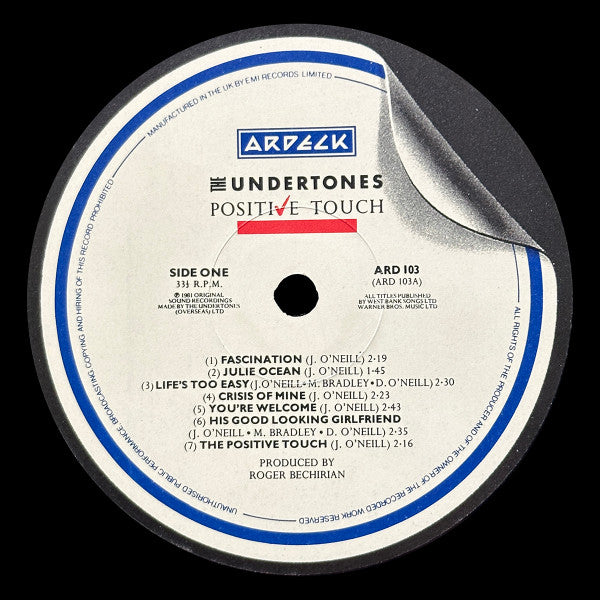 MANUFACTURED IN THE UK BY EMI RECORDS LIMITED
ARDECK
THE UNDERTONES
POSITIVE TOUCH
SIDE ONE
33⅓ R.P.M.
℗ 1981 ORIGINAL
SOUND RECORDINGS
MADE BY THE UNDERTONES
(OVERSEAS) LTD
ARD 103
(ARD 103A)
ALL TITLES PUBLISHED
BY WEST BANK SONGS LTD
WARNER BROS. MUSIC LTD
(1) FASCINATION (J. O'NEILL) 2·19
(2) JULIE OCEAN (J. O'NEILL) 1·45
(3) LIFE'S TOO EASY (J. O'NEILL • M. BRADLEY • D. O'NEILL) 2·30
(4) CRISIS OF MINE (J. O'NEILL) 2·23
(5) YOU'RE WELCOME (J. O'NEILL) 2·43
(6) HIS GOOD LOOKING GIRLFRIEND
(J. O'NEILL • M. BRADLEY • D. O'NEILL) 2·35
(7) THE POSITIVE TOUCH (J. O'NEILL) 2·16
PRODUCED BY
ROGER BECHIRIAN
ALL RIGHTS OF THE PRODUCER AND OF THE OWNER OF THE RECORDED WORK RESERVED
UNAUTHORISED PUBLIC PERFORMANCE BROADCASTING COPYING AND HIRING OF THIS RECORD PROHIBITED